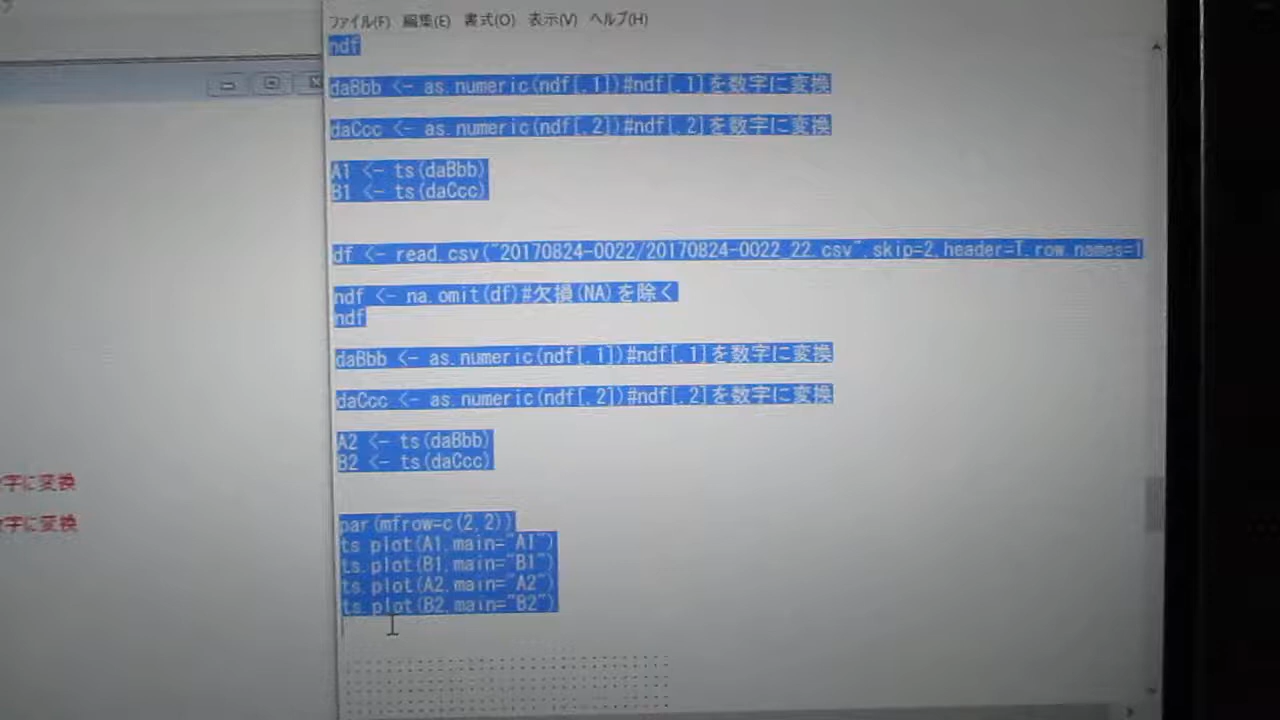 ファイル(F) 編集(E) 書式(O) 表示(V) ヘルプ(H)
ndf
daBbb <- as.numeric(ndf[,1])#ndf[,1]を数字に変換
daCcc <- as.numeric(ndf[,2])#ndf[,2]を数字に変換
A1 <- ts(daBbb)
B1 <- ts(daCcc)
df <- read.csv("20170824-0022/20170824-0022_22.csv",skip=2,header=T,row.names=1
ndf <- na.omit(df)#欠損(NA)を除く
ndf
daBbb <- as.numeric(ndf[,1])#ndf[,1]を数字に変換
daCcc <- as.numeric(ndf[,2])#ndf[,2]を数字に変換
A2 <- ts(daBbb)
B2 <- ts(daCcc)
字に変換
字に変換
par(mfrow=c(2,2))
ts.plot(A1,main="A1")
ts.plot(B1,main="B1")
ts.plot(A2,main="A2")
ts.plot(B2,main="B2")